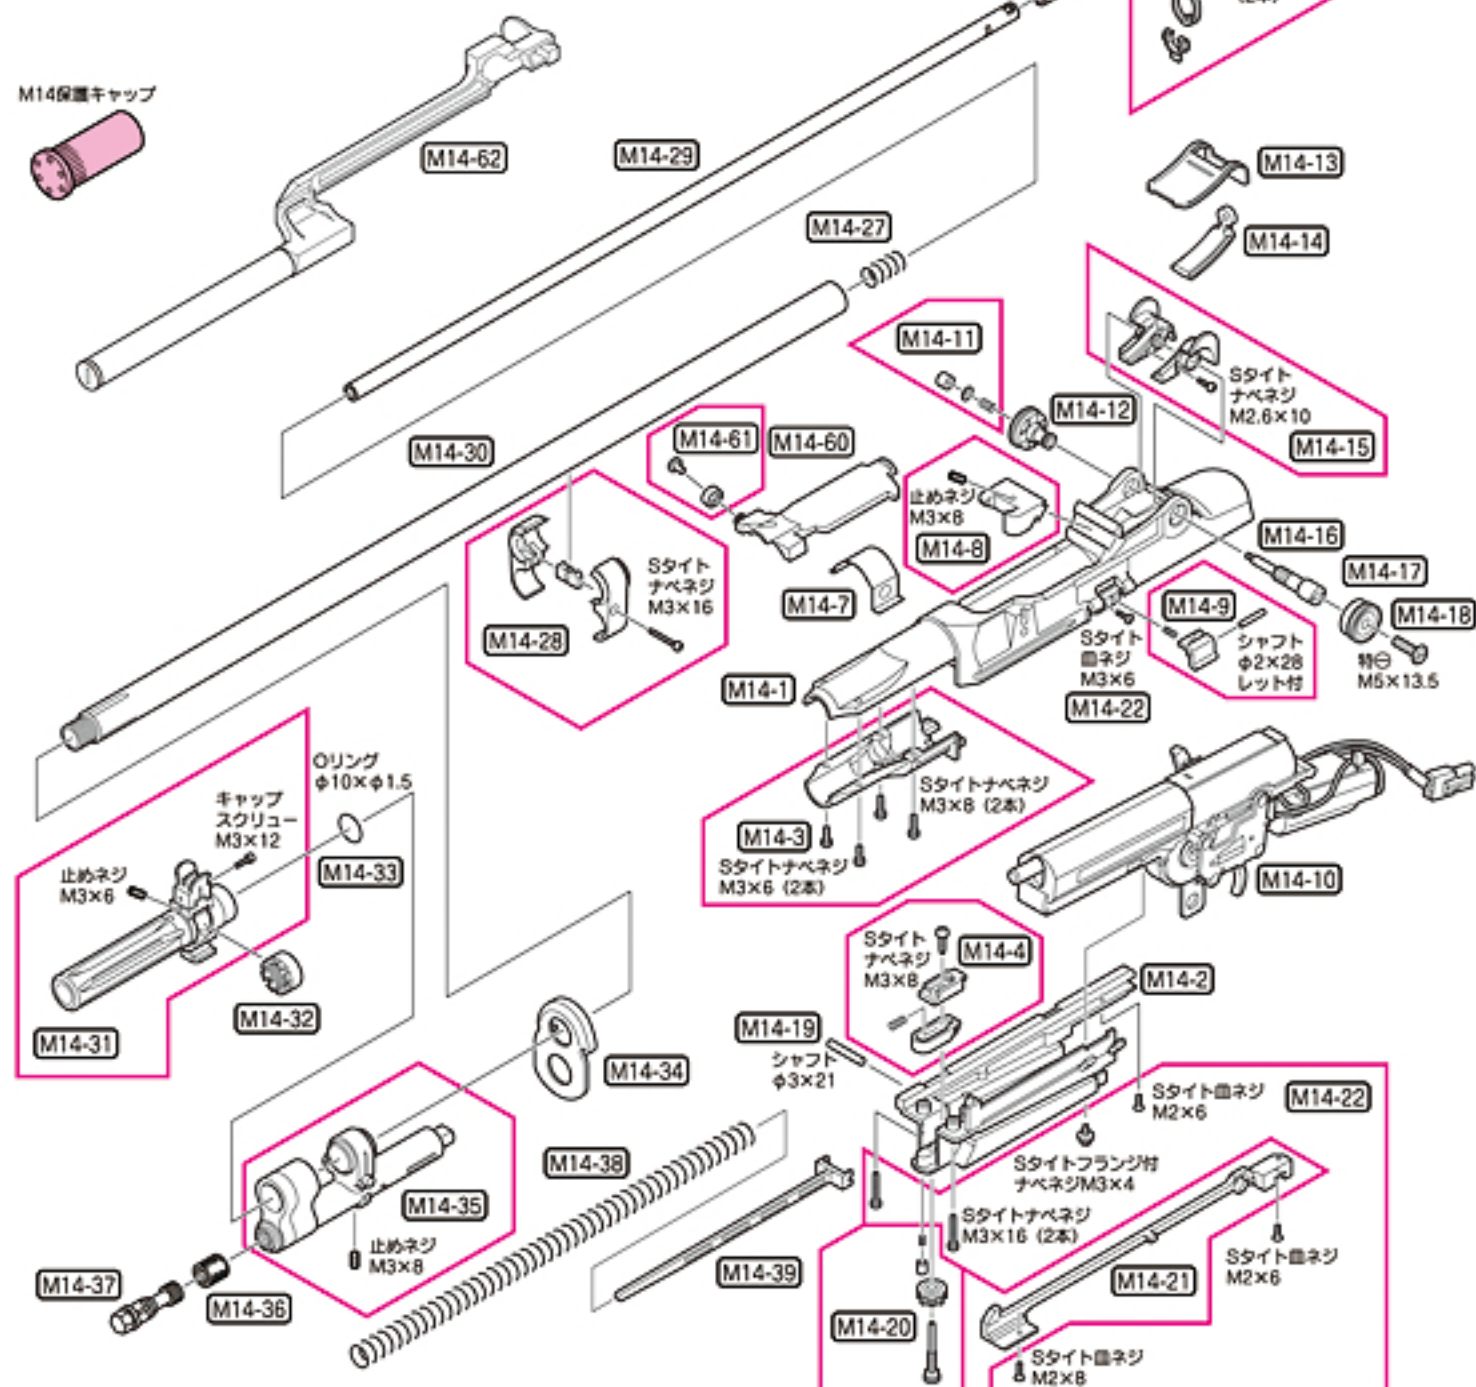 M14保護キャップ
M14-62
M14-29
M14-27
M14-13
M14-14
M14-11
M14-12
Sタイト
ナベネジ
M2.6×10
M14-15
M14-30
M14-61
M14-60
止めネジ
M3×8
M14-8
M14-16
M14-17
M14-18
特⊖
M5×13.5
M14-9
シャフト
φ2×28
レット付
Sタイト
皿ネジ
M3×6
M14-22
Sタイト
ナベネジ
M3×16
M14-28
M14-7
M14-1
Sタイトナベネジ
M3×8（2本）
M14-3
Sタイトナベネジ
M3×6（2本）
M14-10
Oリング
φ10×φ1.5
キャップ
スクリュー
M3×12
止めネジ
M3×6
M14-33
M14-32
M14-31
Sタイト
ナベネジ
M3×8
M14-4
M14-2
M14-19
シャフト
φ3×21
M14-34
Sタイト皿ネジ
M2×6
M14-22
M14-38
M14-35
止めネジ
M3×8
Sタイトフランジ付
ナベネジM3×4
Sタイトナベネジ
M3×16（2本）
M14-37
M14-36
M14-39
M14-20
M14-21
Sタイト皿ネジ
M2×6
Sタイト皿ネジ
M2×8